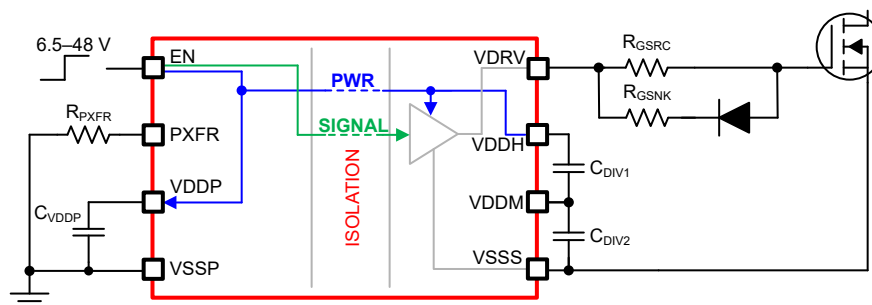 6.5–48 V
EN
VDRV
RGSRC
PWR
RGSNK
RPXFR
PXFR
SIGNAL
VDDH
CDIV1
VDDP
ISOLATION
VDDM
CVDDP
CDIV2
VSSP
VSSS